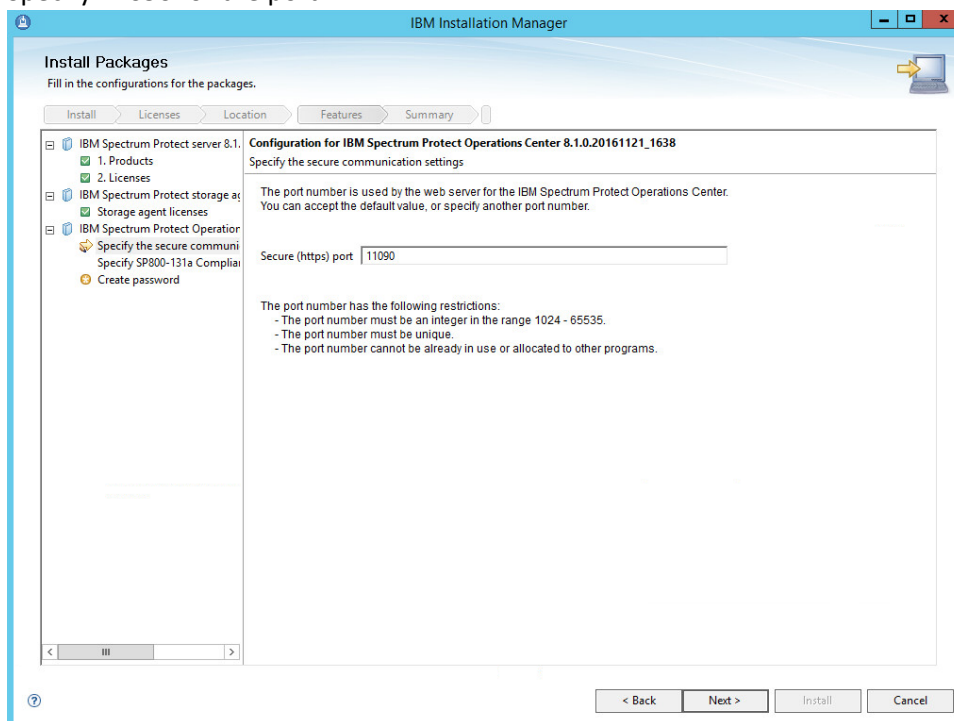 IBM Installation Manager
Install Packages
Fill in the configurations for the packages.
Install
Licenses
Location
Features
Summary
IBM Spectrum Protect server 8.1.
1. Products
2. Licenses
IBM Spectrum Protect storage ag
Storage agent licenses
IBM Spectrum Protect Operation
Specify the secure communi
Specify SP800-131a Complian
Create password
Configuration for IBM Spectrum Protect Operations Center 8.1.0.20161121_1638
Specify the secure communication settings
The port number is used by the web server for the IBM Spectrum Protect Operations Center.
You can accept the default value, or specify another port number.
Secure (https) port 11090
The port number has the following restrictions:
- The port number must be an integer in the range 1024 - 65535.
- The port number must be unique.
- The port number cannot be already in use or allocated to other programs.
< Back
Next >
Install
Cancel